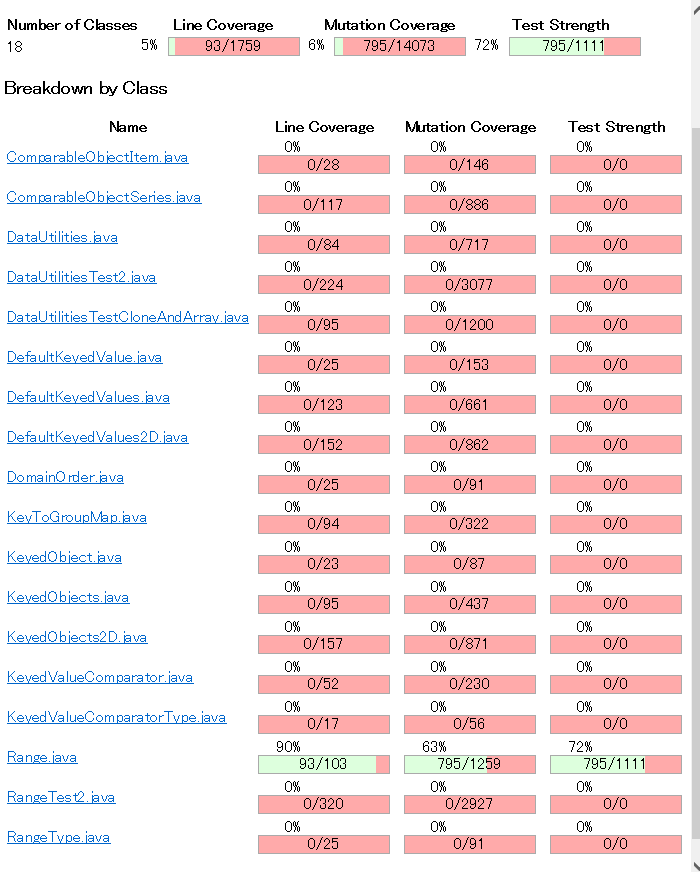 Number of Classes Line Coverage Mutation Coverage Test Strength
18 5% 93/1759 6% 795/14073 72% 795/1111
Breakdown by Class
Name Line Coverage Mutation Coverage Test Strength
0% 0% 0%
ComparableObjectItem.java 0/28 0/146 0/0
0% 0% 0%
ComparableObjectSeries.java 0/117 0/886 0/0
0% 0% 0%
DataUtilities.java 0/84 0/717 0/0
0% 0% 0%
DataUtilitiesTest2.java 0/224 0/3077 0/0
0% 0% 0%
DataUtilitiesTestCloneAndArray.java 0/95 0/1200 0/0
0% 0% 0%
DefaultKeyedValue.java 0/25 0/153 0/0
0% 0% 0%
DefaultKeyedValues.java 0/123 0/661 0/0
0% 0% 0%
DefaultKeyedValues2D.java 0/152 0/862 0/0
0% 0% 0%
DomainOrder.java 0/25 0/91 0/0
0% 0% 0%
KeyToGroupMap.java 0/94 0/322 0/0
0% 0% 0%
KeyedObject.java 0/23 0/87 0/0
0% 0% 0%
KeyedObjects.java 0/95 0/437 0/0
0% 0% 0%
KeyedObjects2D.java 0/157 0/871 0/0
0% 0% 0%
KeyedValueComparator.java 0/52 0/230 0/0
0% 0% 0%
KeyedValueComparatorType.java 0/17 0/56 0/0
90% 63% 72%
Range.java 93/103 795/1259 795/1111
0% 0% 0%
RangeTest2.java 0/320 0/2927 0/0
0% 0% 0%
RangeType.java 0/25 0/91 0/0